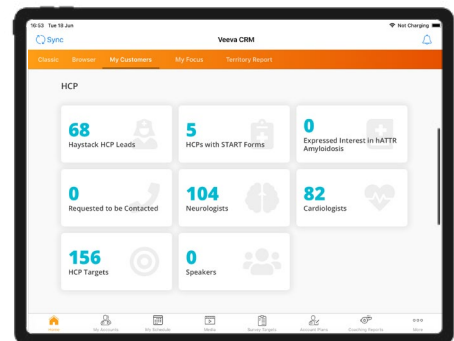 16:53 Tue 18 Jun
Not Charging
Sync
Veeva CRM
Classic Browser My Customers My Focus Territory Report
HCP
68
Haystack HCP Leads
5
HCPs with START Forms
0
Expressed Interest in hATTR
Amyloidosis
0
Requested to be Contacted
104
Neurologists
82
Cardiologists
156
HCP Targets
0
Speakers
Home My Accounts My Schedule Media Survey Targets Account Plans Coaching Reports More